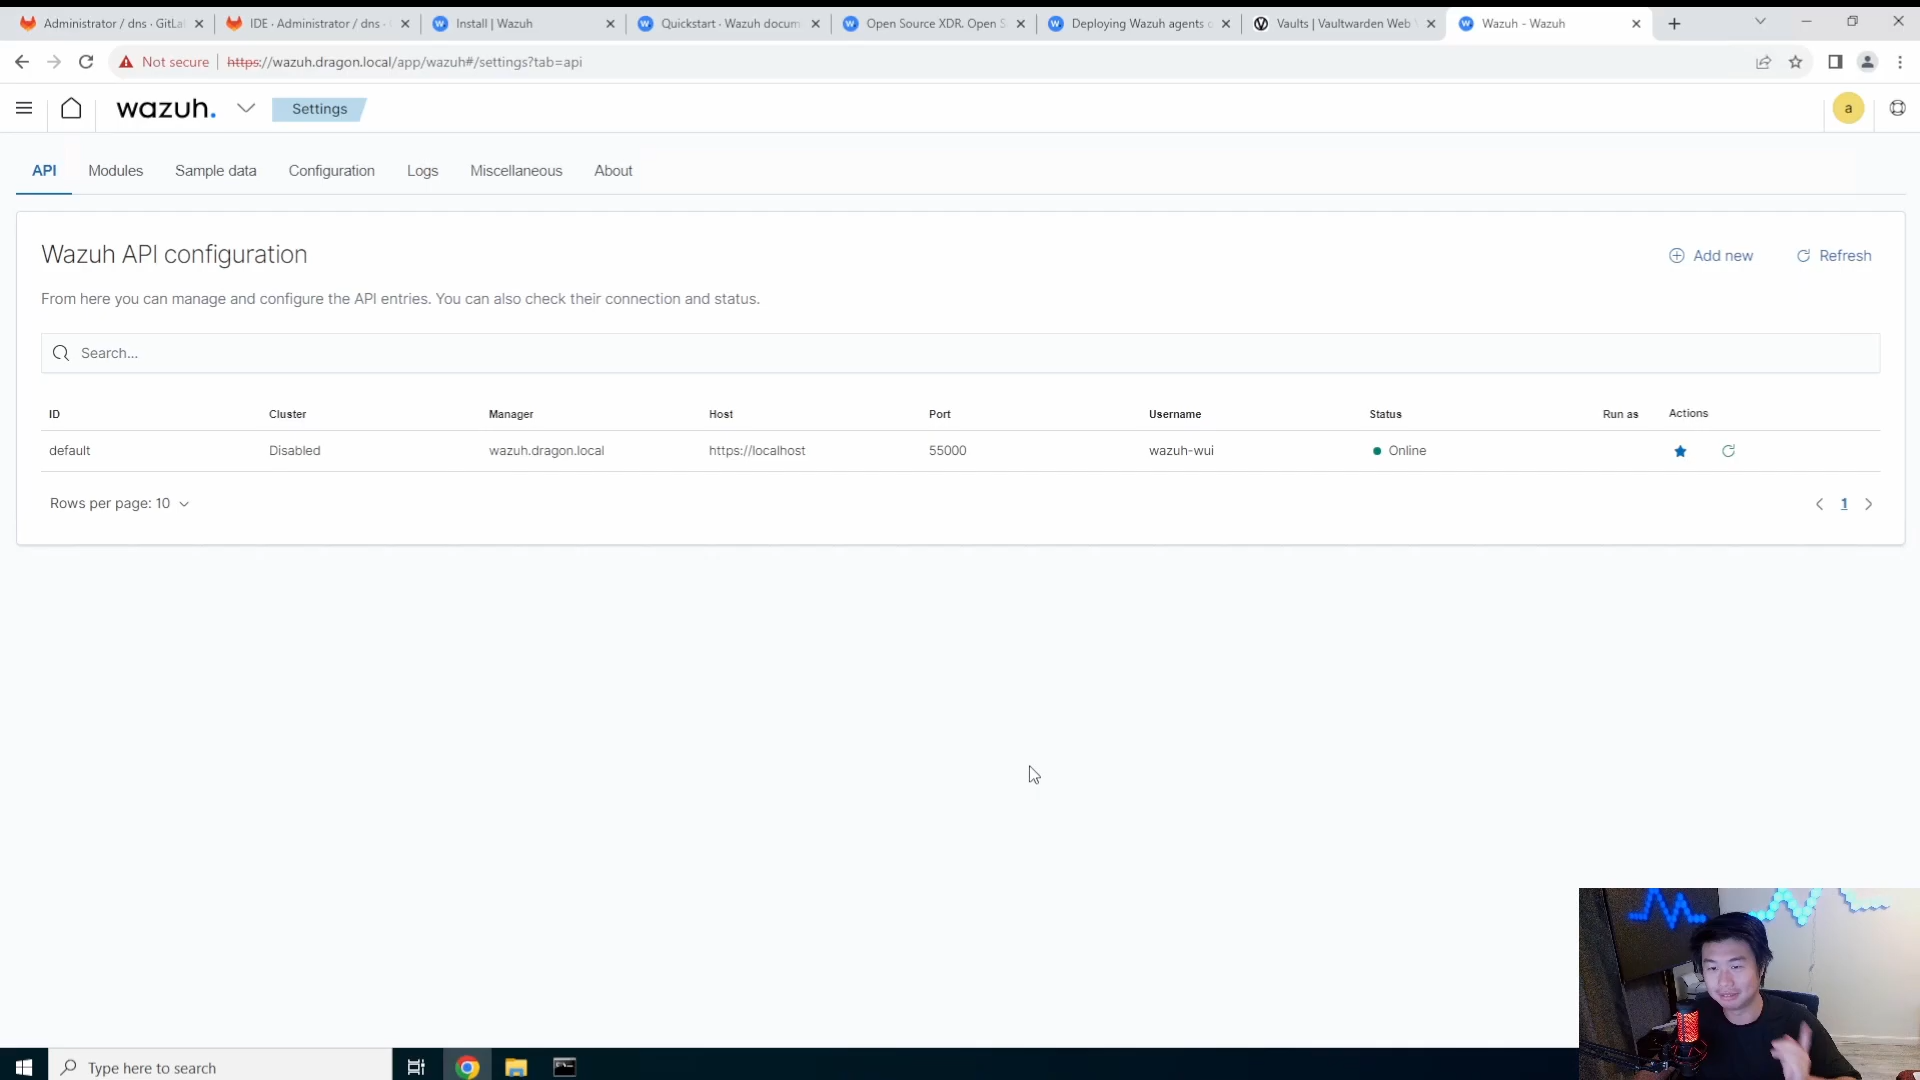 Administrator / dns · GitLa
IDE · Administrator / dns ·
Install | Wazuh
Quickstart · Wazuh docum
Open Source XDR. Open S
Deploying Wazuh agents
Vaults | Vaultwarden Web
Wazuh - Wazuh
Not secure
https://wazuh.dragon.local/app/wazuh#/settings?tab=api
wazuh.
Settings
a
API
Modules
Sample data
Configuration
Logs
Miscellaneous
About
Wazuh API configuration
Add new
Refresh
From here you can manage and configure the API entries. You can also check their connection and status.
Search...
ID Cluster Manager Host Port Username Status Run as Actions
default Disabled wazuh.dragon.local https://localhost 55000 wazuh-wui Online
Rows per page: 10
1
Type here to search